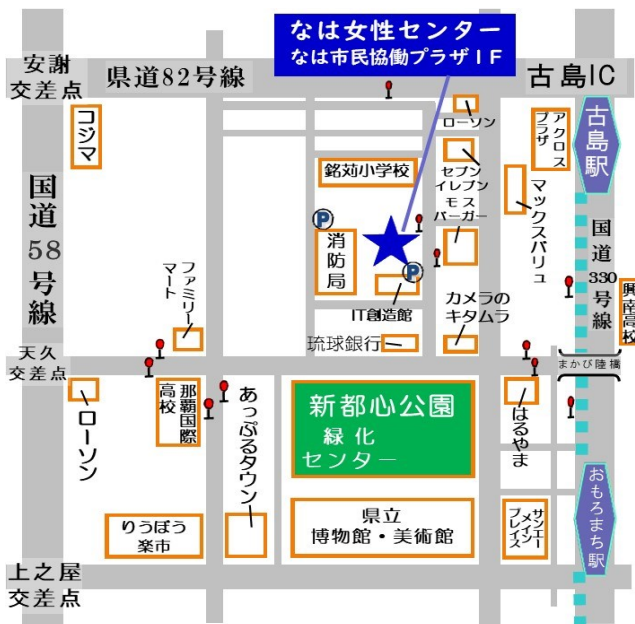 なは女性センター
なは市民協働プラザ1F
安謝
交差点
県道82号線
古島IC
コジマ
ローソン
アクロス
プラザ
古島駅
銘苅小学校
セブン
イレブン
モス
バーガー
マックスバリュ
国道58号線
P
消防局
P
国道330号線
ファミリー
マート
IT創造館
カメラの
キタムラ
興南高校
琉球銀行
天久
交差点
まかび陸橋
ローソン
那覇国際
高校
あっぷるタウン
新都心公園
緑化
センター
はるやま
りうぼう
楽市
県立
博物館・美術館
サンエー
メイン
プレイス
おもろまち駅
上之屋
交差点